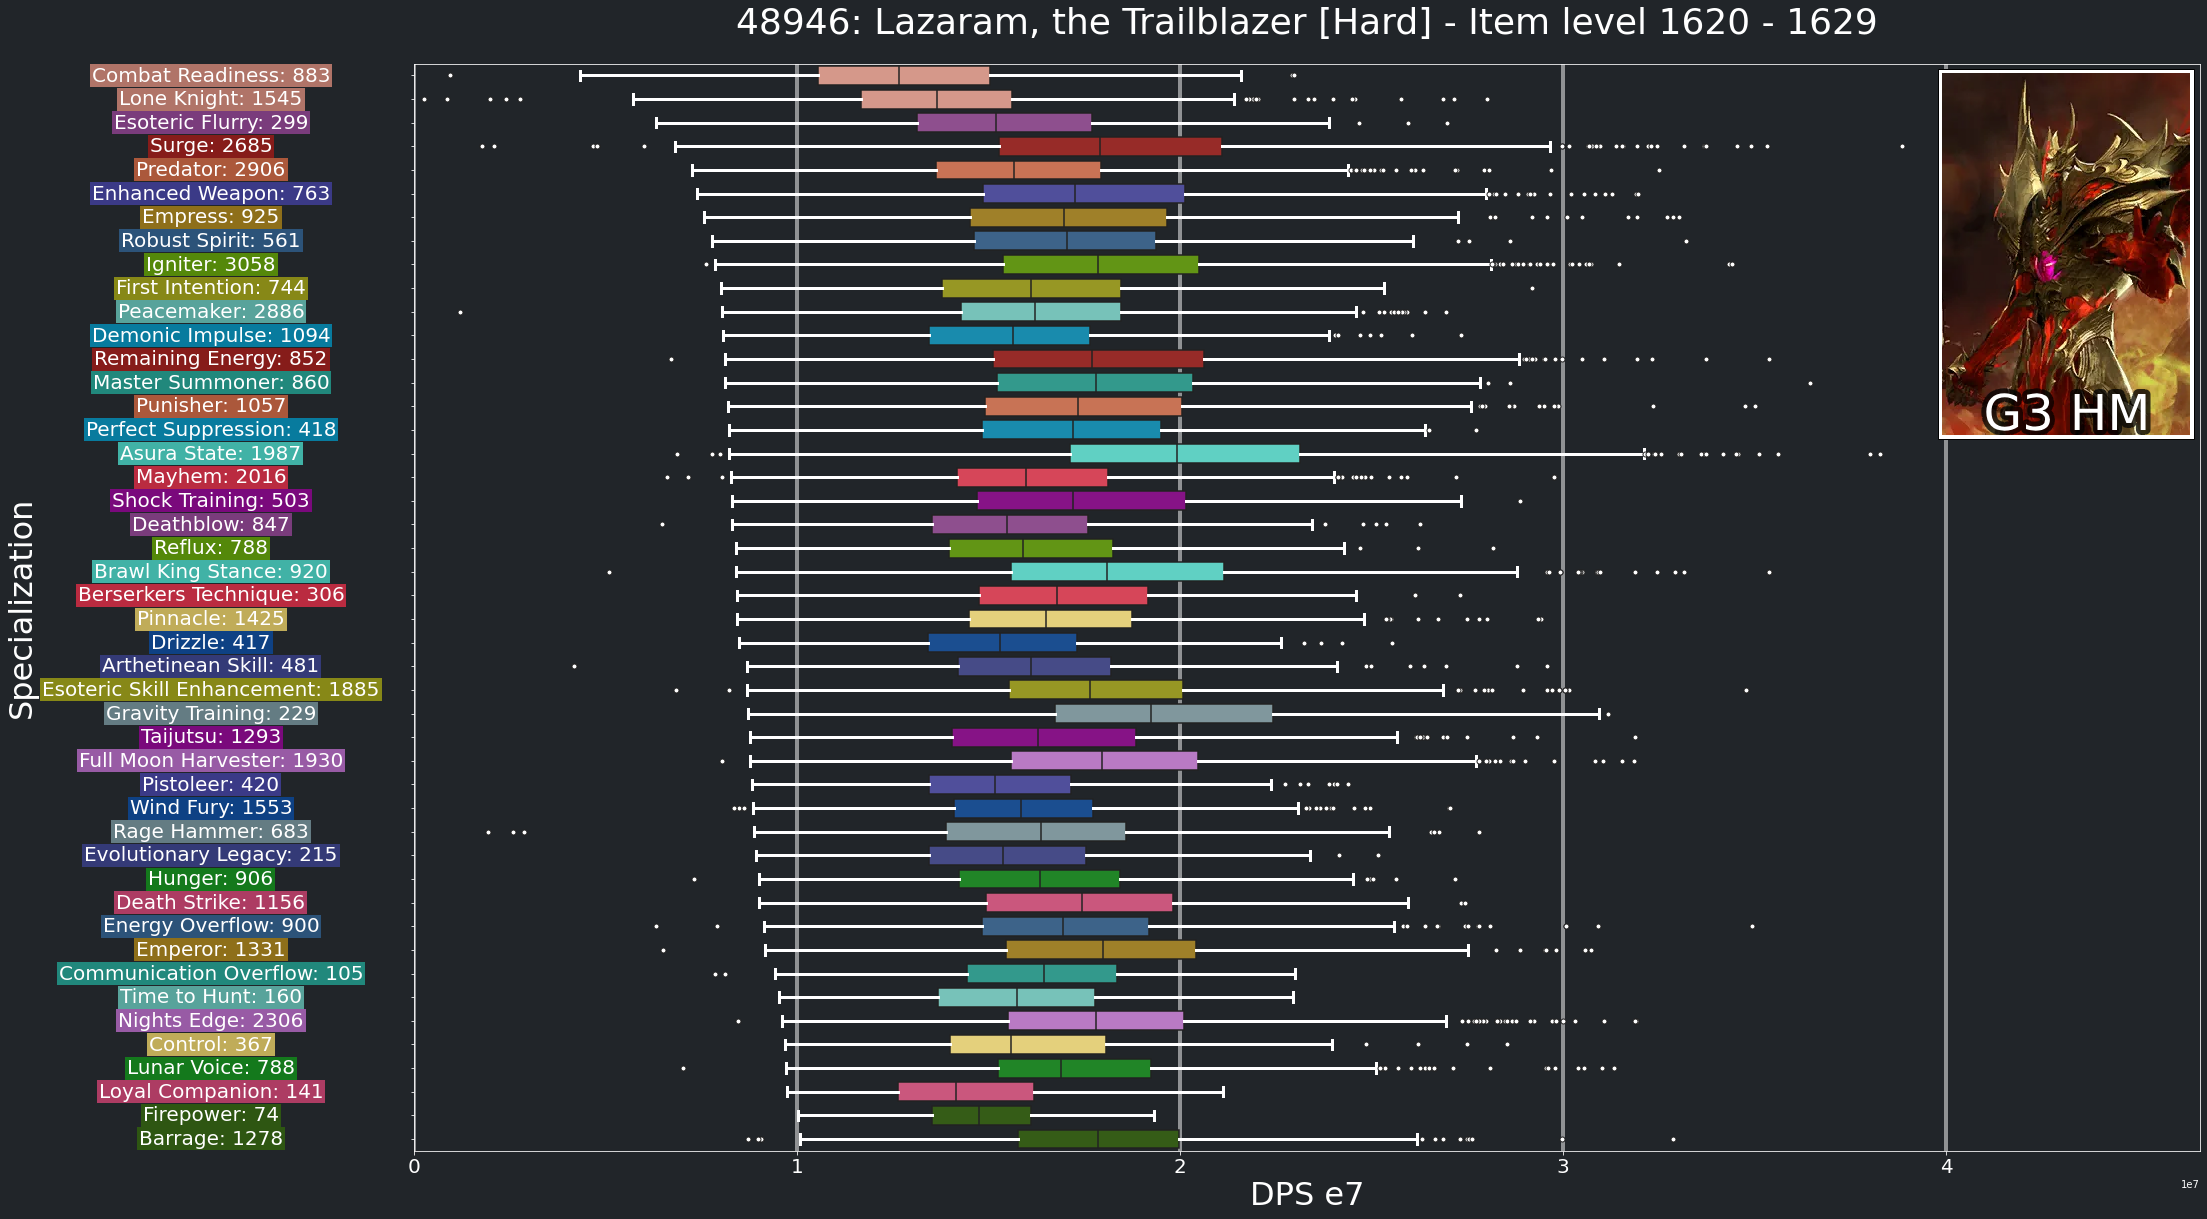 48946: Lazaram, the Trailblazer [Hard] - Item level 1620 - 1629
Combat Readiness: 883
Lone Knight: 1545
Esoteric Flurry: 299
Surge: 2685
Predator: 2906
Enhanced Weapon: 763
Empress: 925
Robust Spirit: 561
Igniter: 3058
First Intention: 744
Peacemaker: 2886
Demonic Impulse: 1094
Remaining Energy: 852
Master Summoner: 860
Punisher: 1057
Perfect Suppression: 418
Asura State: 1987
Mayhem: 2016
Shock Training: 503
Deathblow: 847
Reflux: 788
Brawl King Stance: 920
Berserkers Technique: 306
Pinnacle: 1425
Drizzle: 417
Arthetinean Skill: 481
Esoteric Skill Enhancement: 1885
Gravity Training: 229
Taijutsu: 1293
Full Moon Harvester: 1930
Pistoleer: 420
Wind Fury: 1553
Rage Hammer: 683
Evolutionary Legacy: 215
Hunger: 906
Death Strike: 1156
Energy Overflow: 900
Emperor: 1331
Communication Overflow: 105
Time to Hunt: 160
Nights Edge: 2306
Control: 367
Lunar Voice: 788
Loyal Companion: 141
Firepower: 74
Barrage: 1278
Specialization
G3 HM
0 1 2 3 4
DPS e7
1e7